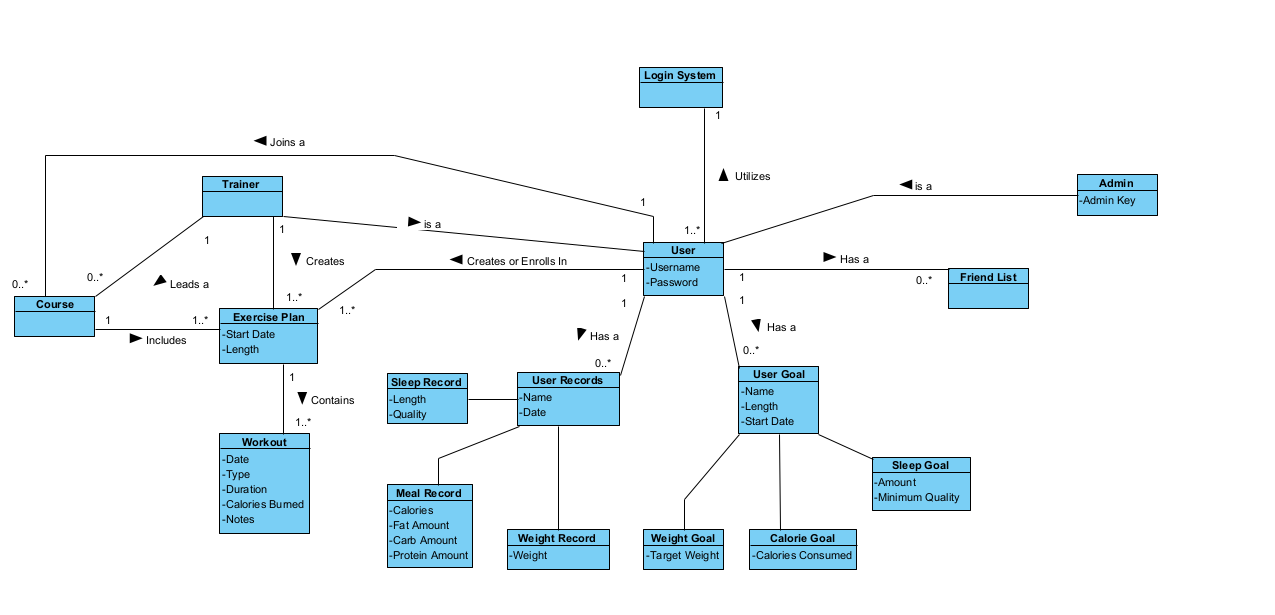 Login System
1
Joins a
Utilizes
Trainer
Admin
-Admin Key
is a
1
is a
1
1
1..*
User
-Username
-Password
Creates
Creates or Enrolls In
Has a
0..*
Leads a
0..*
1..*
1..*
1
1
0..*
Friend List
Course
1
1..*
Includes
Exercise Plan
-Start Date
-Length
1
1
Has a
Has a
0..*
0..*
1
Contains
1..*
Sleep Record
-Length
-Quality
User Records
-Name
-Date
User Goal
-Name
-Length
-Start Date
Workout
-Date
-Type
-Duration
-Calories Burned
-Notes
Meal Record
-Calories
-Fat Amount
-Carb Amount
-Protein Amount
Weight Record
-Weight
Weight Goal
-Target Weight
Calorie Goal
-Calories Consumed
Sleep Goal
-Amount
-Minimum Quality